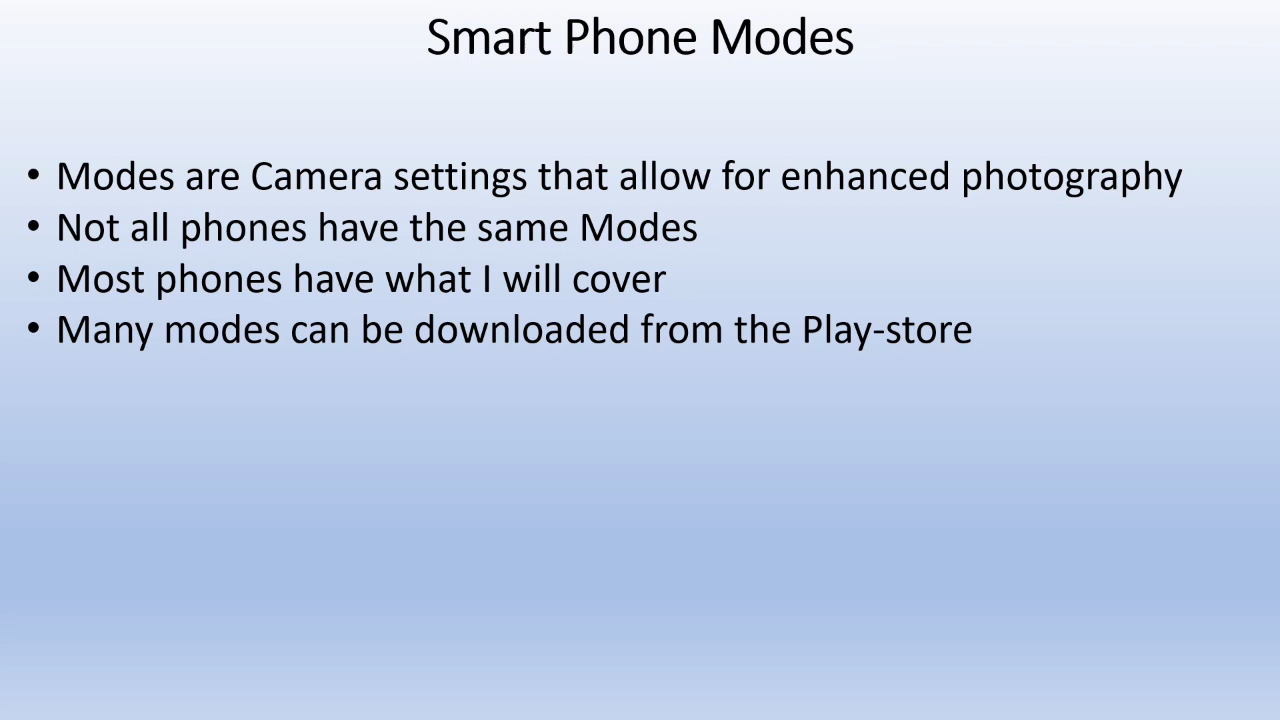 Smart Phone Modes
• Modes are Camera settings that allow for enhanced photography
• Not all phones have the same Modes
• Most phones have what I will cover
• Many modes can be downloaded from the Play-store